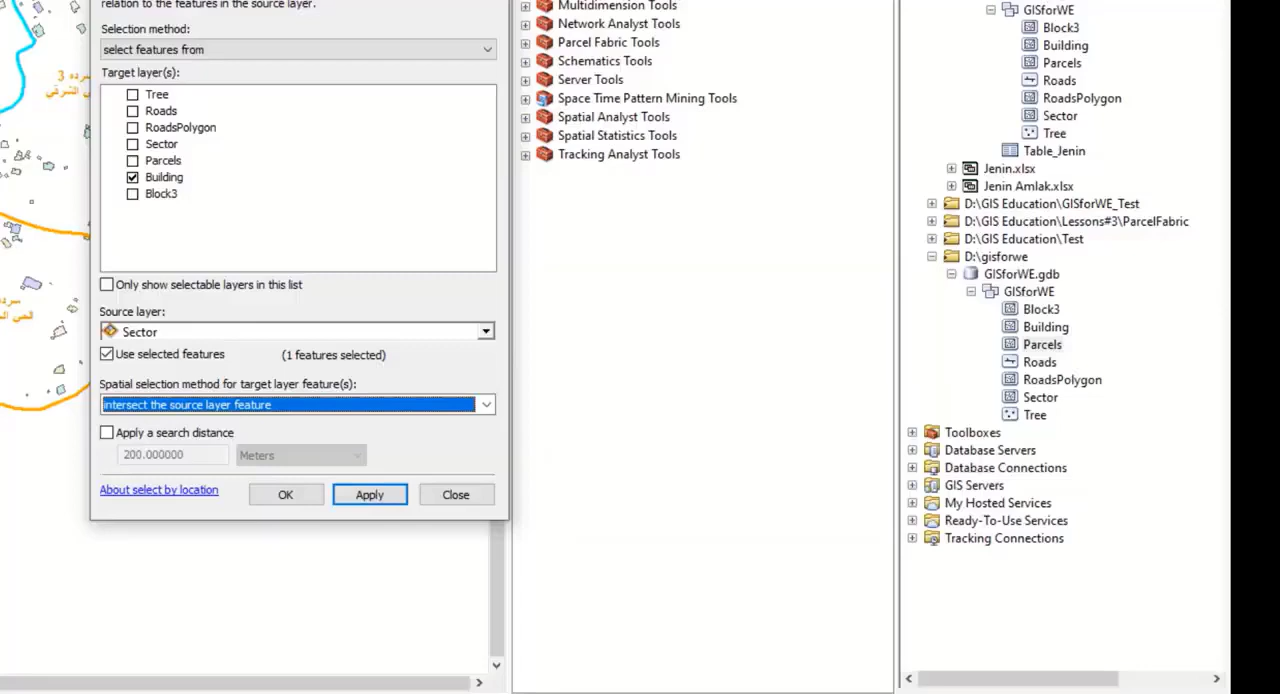 relation to the features in the source layer.
Selection method:
select features from
Target layer(s):
Tree
Roads
RoadsPolygon
Sector
Parcels
Building
Block3
Only show selectable layers in this list
Source layer:
Sector
Use selected features (1 features selected)
Spatial selection method for target layer feature(s):
intersect the source layer feature
Apply a search distance
200.000000 Meters
About select by location
OK
Apply
Close
سرده 3
ي الشرقي
Multidimension Tools
Network Analyst Tools
Parcel Fabric Tools
Schematics Tools
Server Tools
Space Time Pattern Mining Tools
Spatial Analyst Tools
Spatial Statistics Tools
Tracking Analyst Tools
GISforWE
Block3
Building
Parcels
Roads
RoadsPolygon
Sector
Tree
Table_Jenin
Jenin.xlsx
Jenin Amlak.xlsx
D:\GIS Education\GISforWE_Test
D:\GIS Education\Lessons#3\ParcelFabric
D:\GIS Education\Test
D:\gisforwe
GISforWE.gdb
GISforWE
Block3
Building
Parcels
Roads
RoadsPolygon
Sector
Tree
Toolboxes
Database Servers
Database Connections
GIS Servers
My Hosted Services
Ready-To-Use Services
Tracking Connections